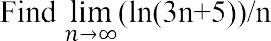 Find lim n→∞ (ln(3n+5))/n